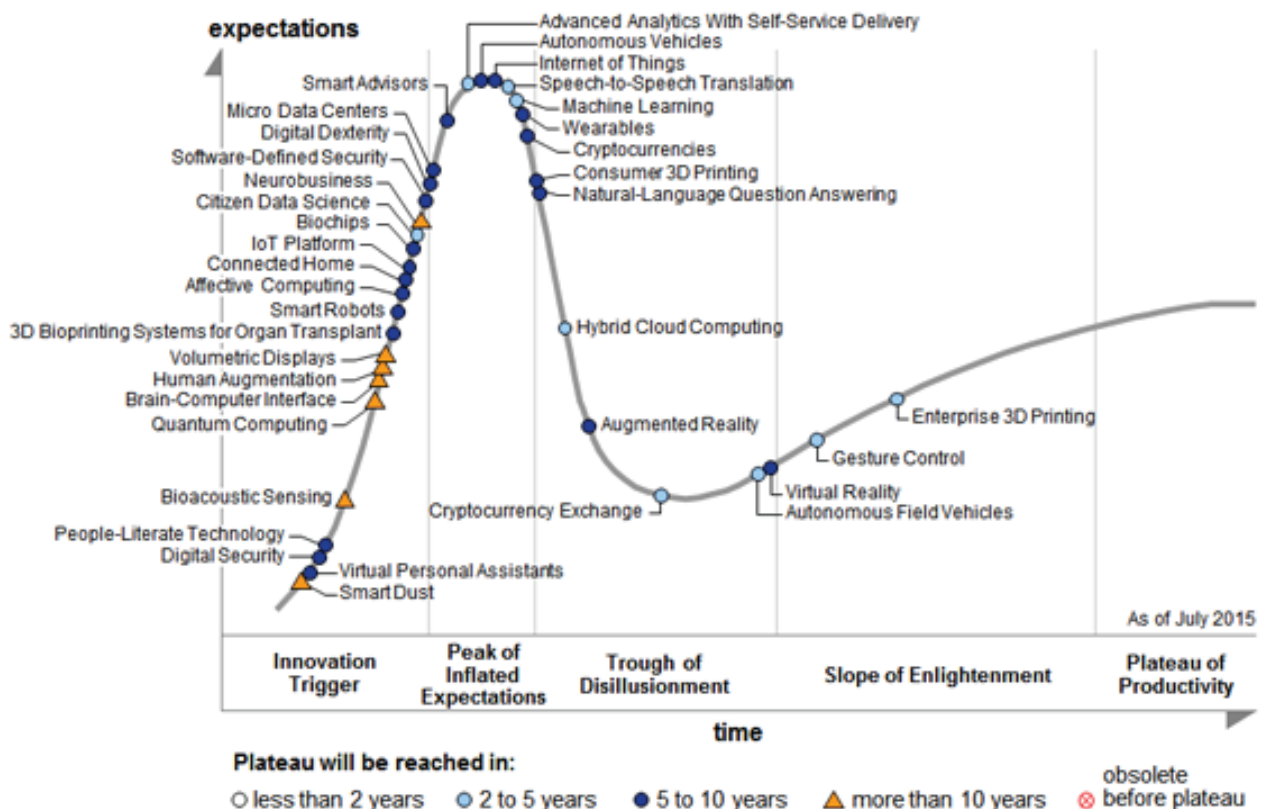 expectations
Advanced Analytics With Self-Service Delivery
Autonomous Vehicles
Internet of Things
Speech-to-Speech Translation
Machine Learning
Wearables
Cryptocurrencies
Consumer 3D Printing
Natural-Language Question Answering
Smart Advisors
Micro Data Centers
Digital Dexterity
Software-Defined Security
Neurobusiness
Citizen Data Science
Biochips
IoT Platform
Connected Home
Affective Computing
Smart Robots
3D Bioprinting Systems for Organ Transplant
Volumetric Displays
Human Augmentation
Brain-Computer Interface
Quantum Computing
Bioacoustic Sensing
People-Literate Technology
Digital Security
Virtual Personal Assistants
Smart Dust
Hybrid Cloud Computing
Augmented Reality
Cryptocurrency Exchange
Enterprise 3D Printing
Gesture Control
Virtual Reality
Autonomous Field Vehicles
As of July 2015
Innovation
Trigger
Peak of
Inflated
Expectations
Trough of
Disillusionment
Slope of Enlightenment
Plateau of
Productivity
time
Plateau will be reached in:
less than 2 years
2 to 5 years
5 to 10 years
more than 10 years
obsolete
before plateau